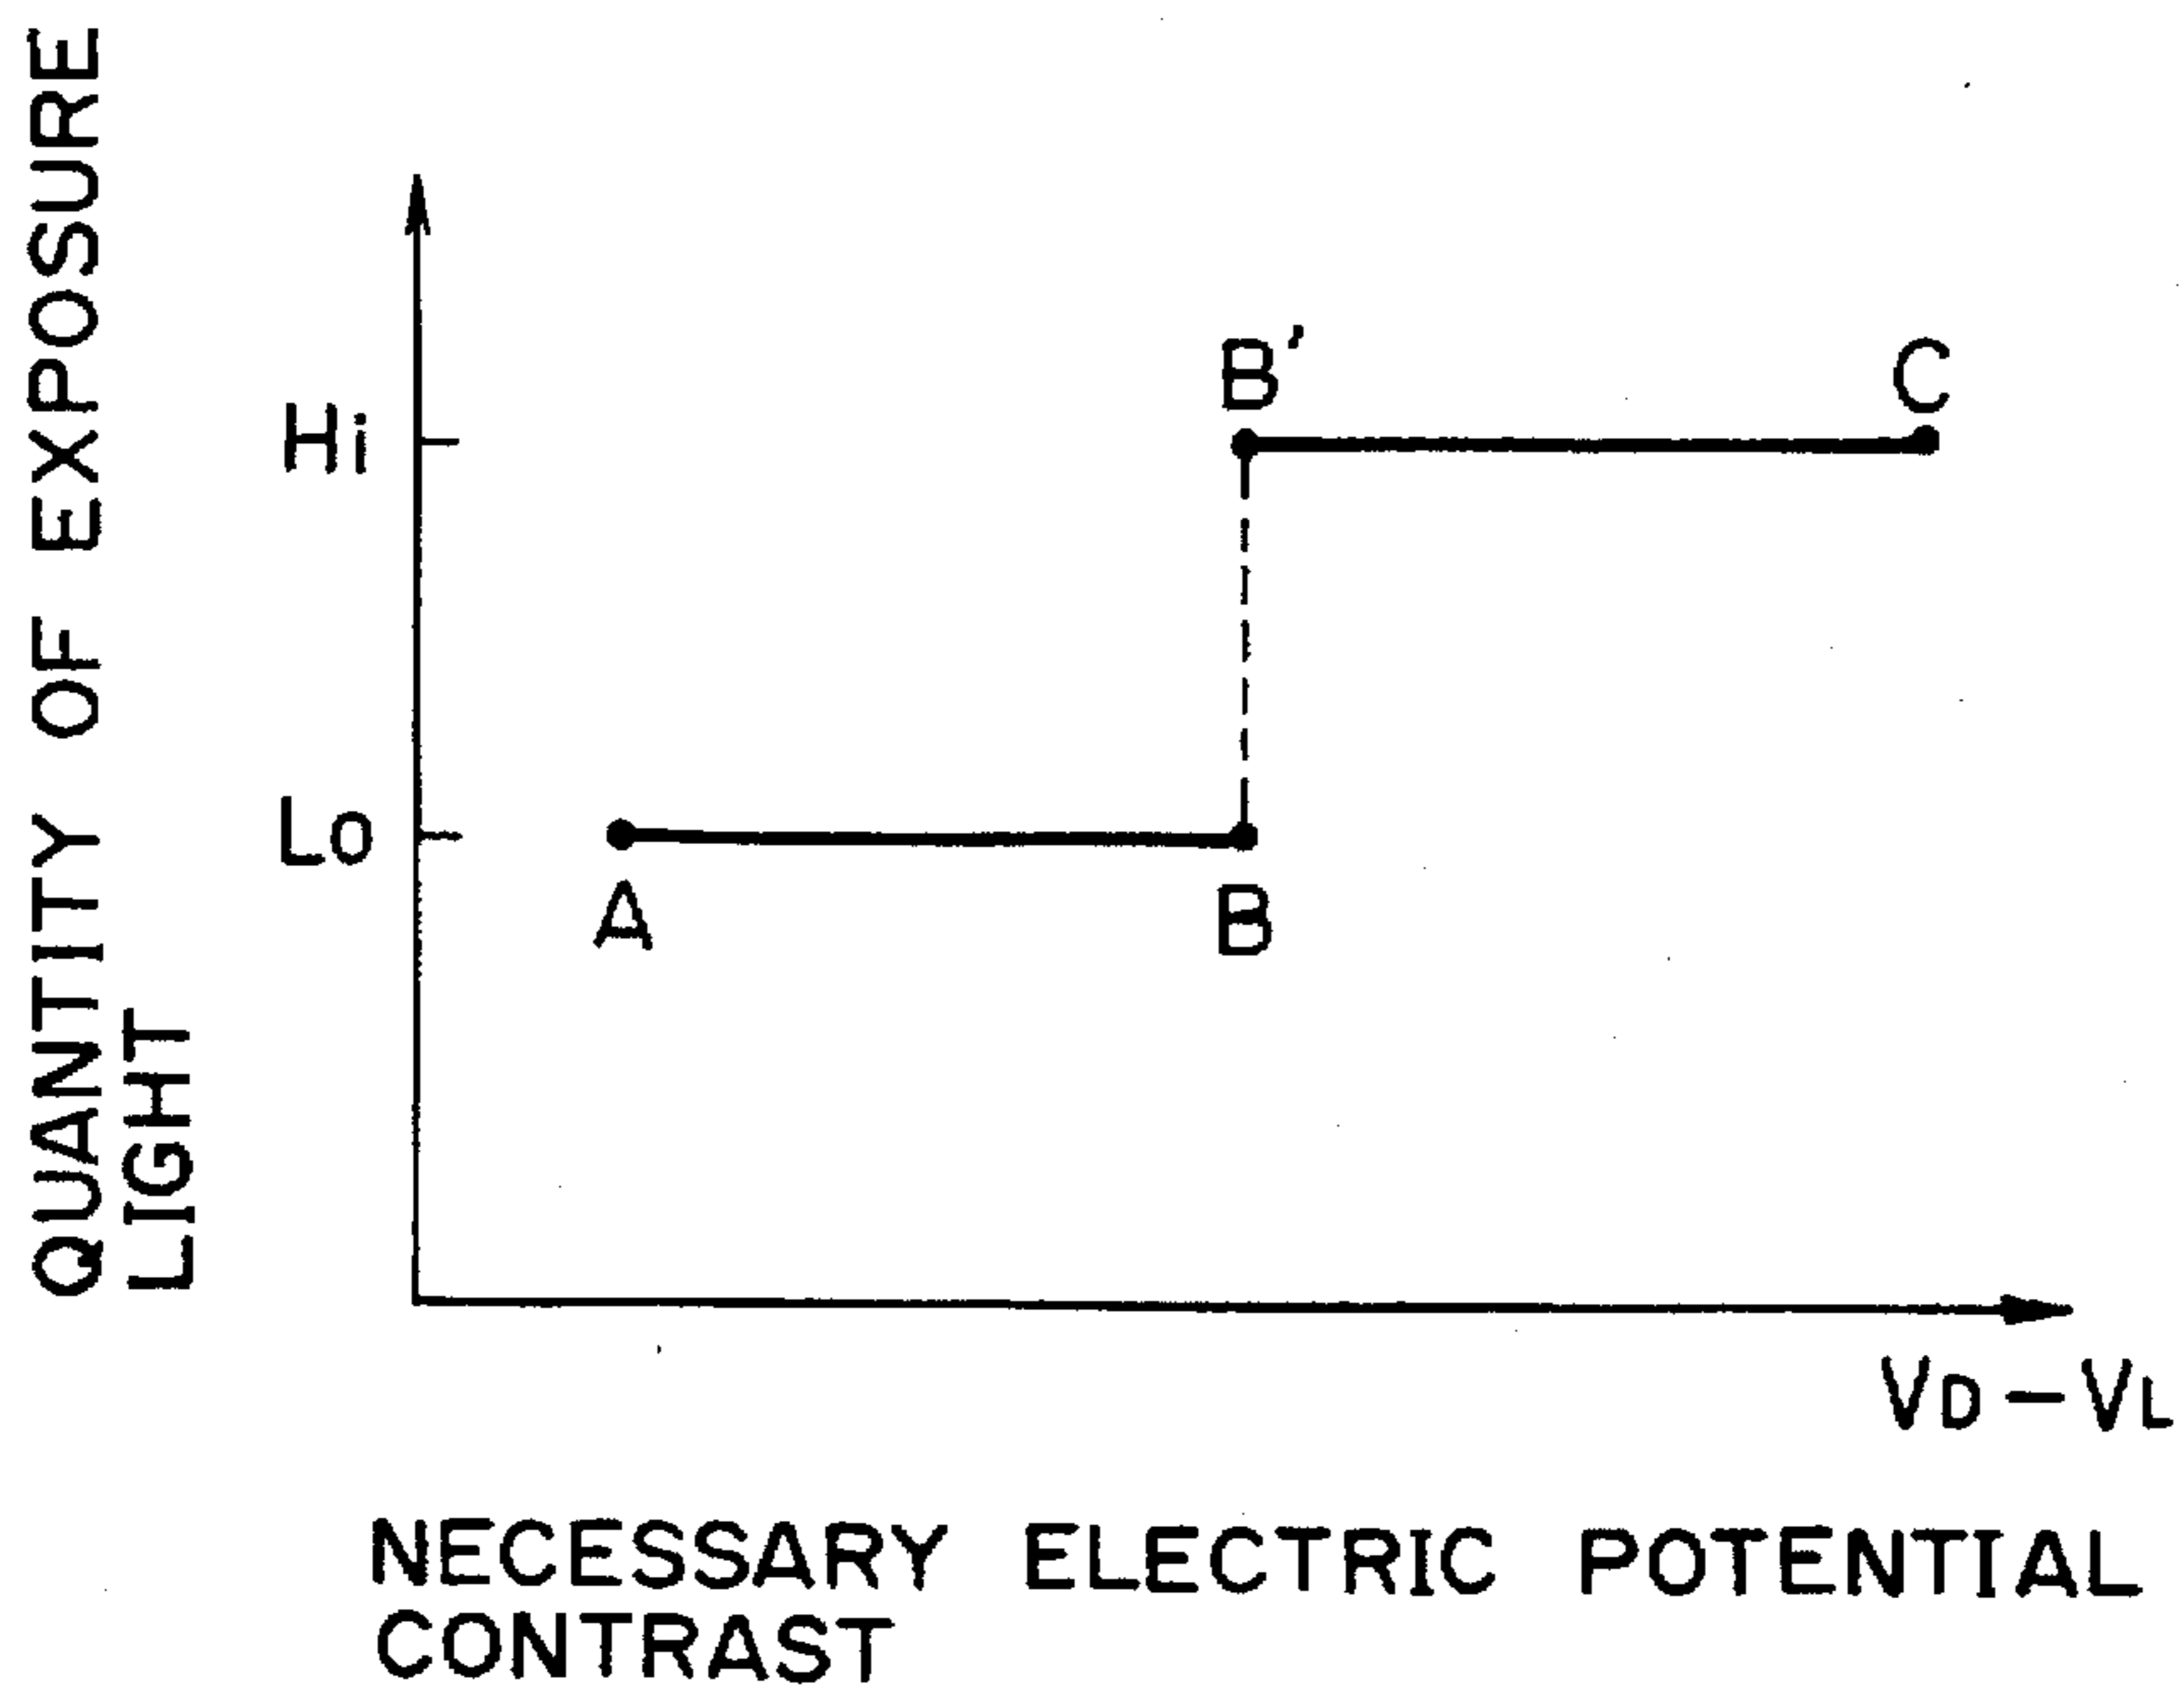 QUANTITY OF EXPOSURE
LIGHT
Hi
Lo
B'
C
A
B
VD-VL
NECESSARY ELECTRIC POTENTIAL
CONTRAST